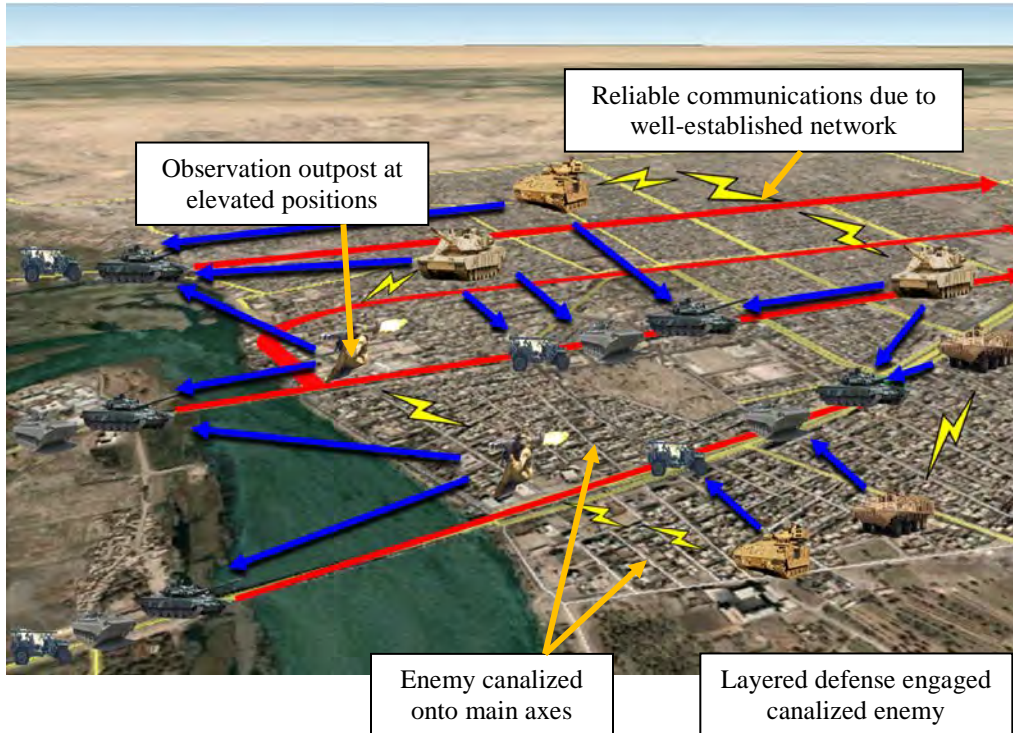 Reliable communications due to
well-established network
Observation outpost at
elevated positions
Enemy canalized
onto main axes
Layered defense engaged
canalized enemy